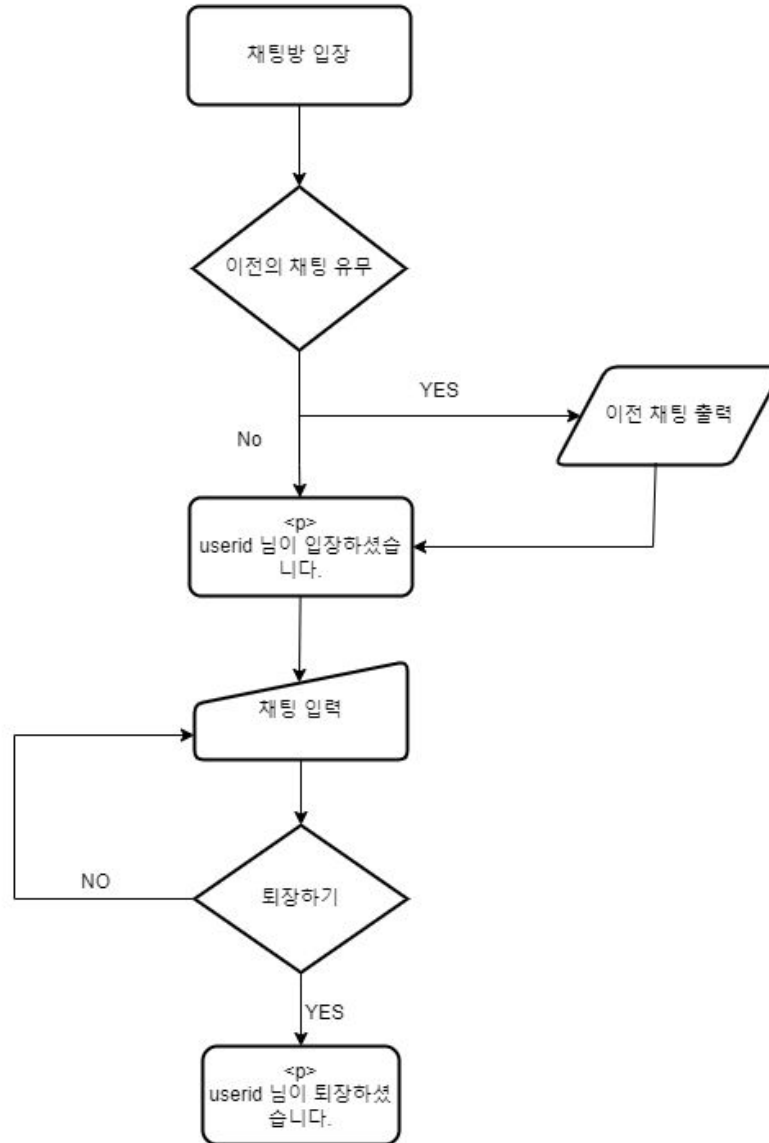 채팅방 입장
이전의 채팅 유무
YES
이전 채팅 출력
No
<p>
userid 님이 입장하셨습
니다.
채팅 입력
NO
퇴장하기
YES
<p>
userid 님이 퇴장하셨
습니다.